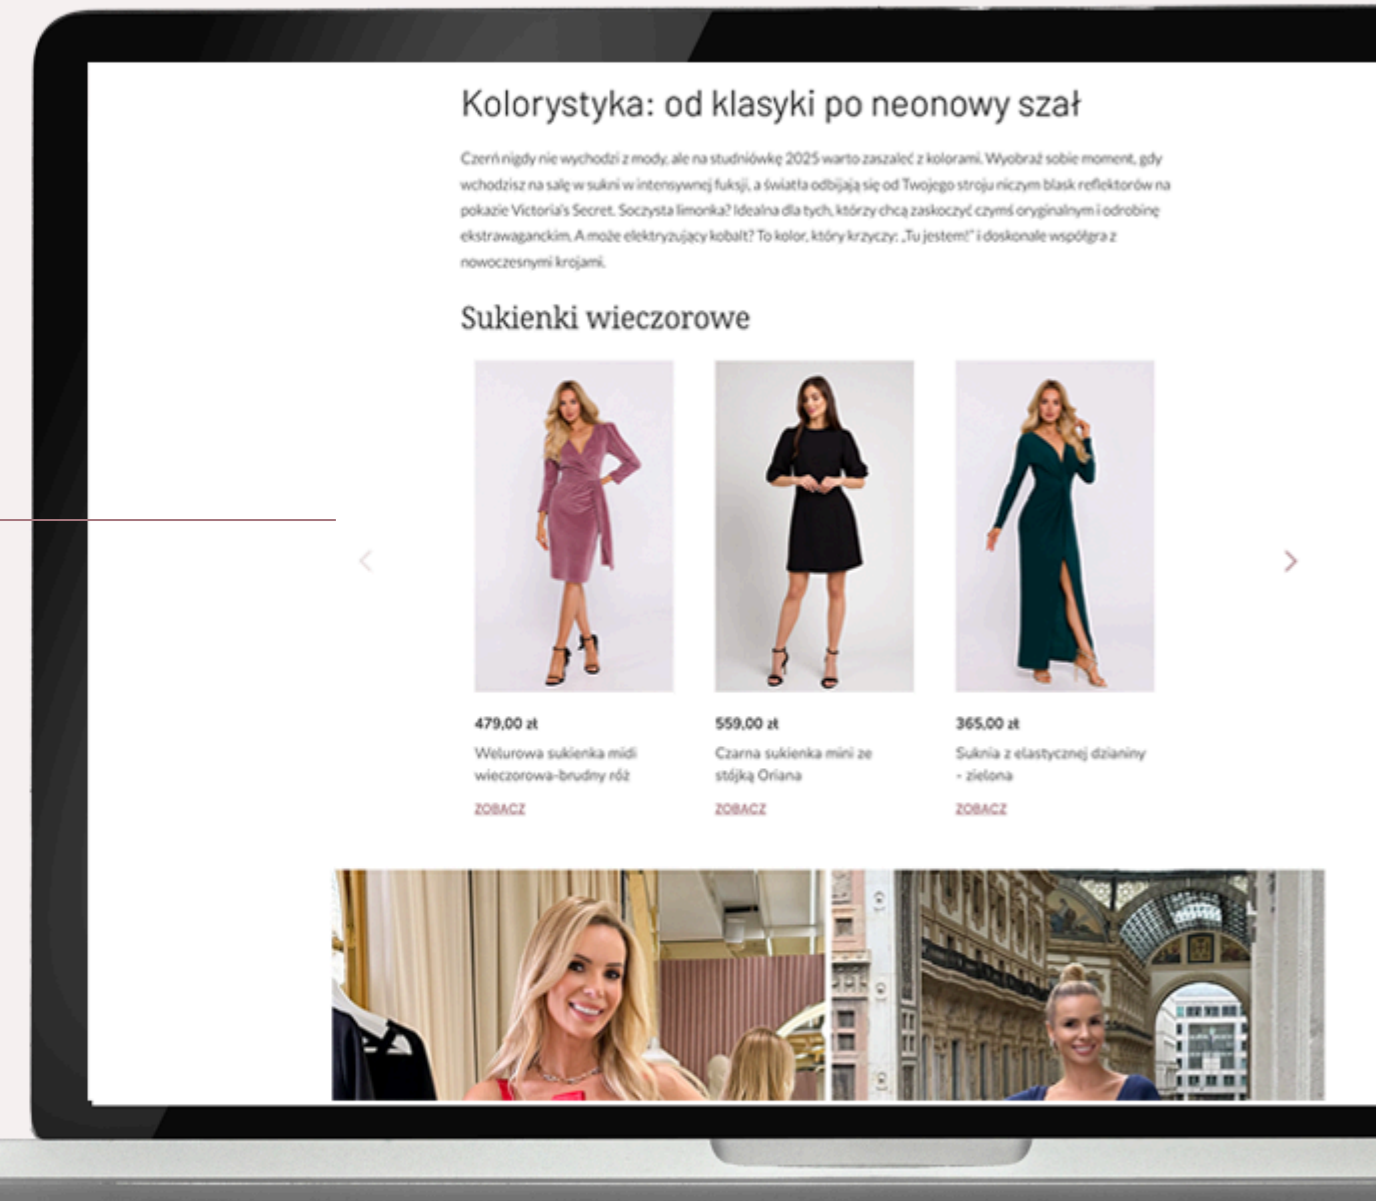 Kolorystyka: od klasyki po neonowy szał
Czerń nigdy nie wychodzi z mody, ale na studniówkę 2025 warto zaszaleć z kolorami. Wyobraź sobie moment, gdy
wchodzisz na salę w sukni w intensywnej fuksji, a światła odbijają się od Twojego stroju niczym blask reflektorów na
pokazie Victoria's Secret. Soczysta limonka? Idealna dla tych, którzy chcą zaskoczyć czymś oryginalnym i odrobinę
ekstrawaganckim. A może elektryzujący kobalt? To kolor, który krzyczy: „Tu jestem!" i doskonale współgra z
nowoczesnymi krojami.
Sukienki wieczorowe
479,00 zł
Welurowa sukienka midi
wieczorowa-brudny róż
ZOBACZ
559,00 zł
Czarna sukienka mini ze
stójką Oriana
ZOBACZ
365,00 zł
Suknia z elastycznej dzianiny
- zielona
ZOBACZ